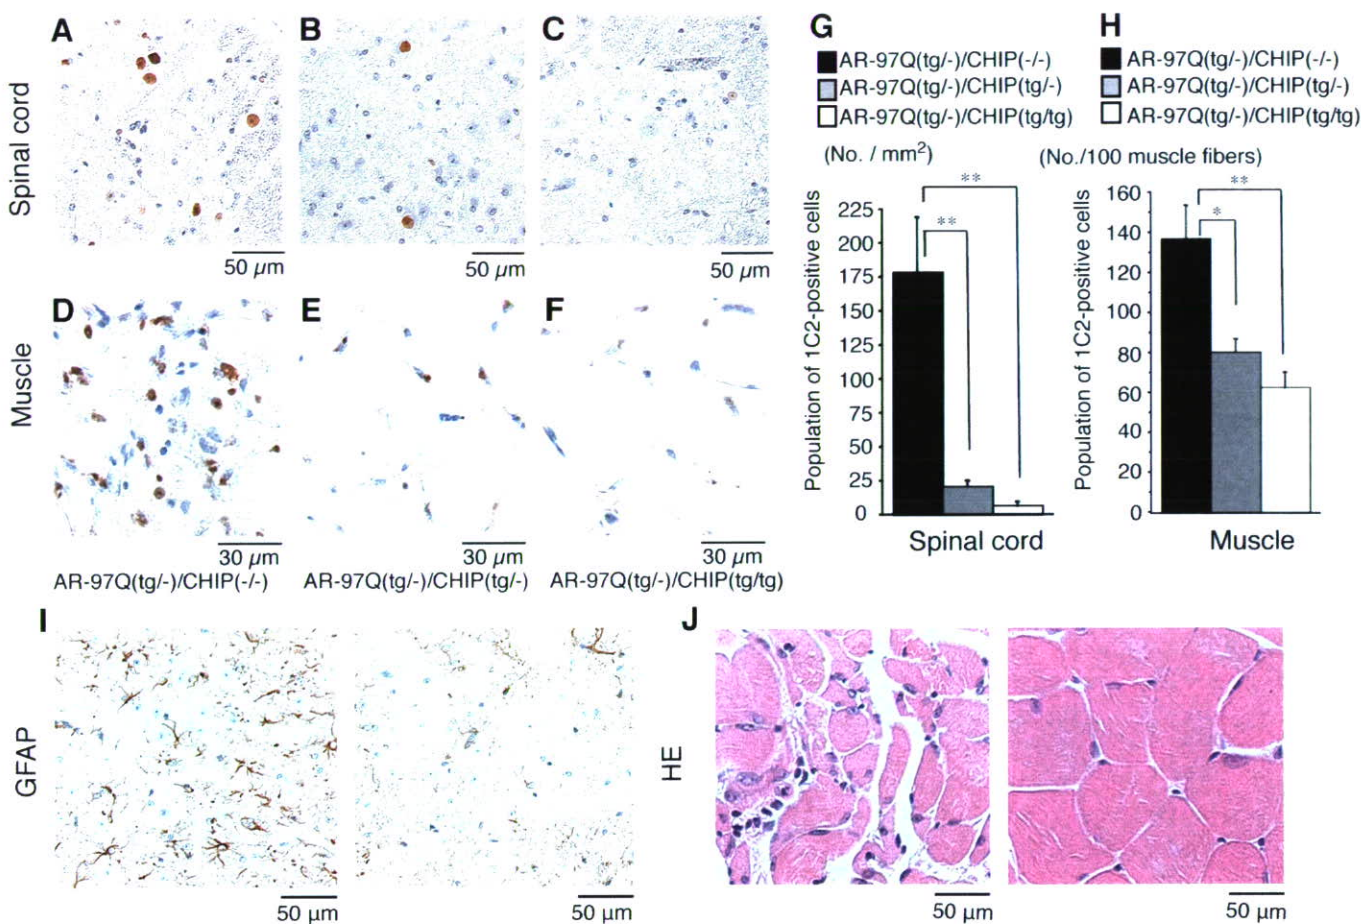 A
B
C
Spinal cord
50 µm
50 µm
50 µm
D
E
F
Muscle
30 µm
30 µm
30 µm
AR-97Q(tg/-)/CHIP(-/-)
AR-97Q(tg/-)/CHIP(tg/-)
AR-97Q(tg/-)/CHIP(tg/tg)
G
AR-97Q(tg/-)/CHIP(-/-)
AR-97Q(tg/-)/CHIP(tg/-)
AR-97Q(tg/-)/CHIP(tg/tg)
(No. / mm²)
Population of 1C2-positive cells
225
200
175
150
125
100
75
50
25
0
**
**
Spinal cord
H
AR-97Q(tg/-)/CHIP(-/-)
AR-97Q(tg/-)/CHIP(tg/-)
AR-97Q(tg/-)/CHIP(tg/tg)
(No./100 muscle fibers)
Population of 1C2-positive cells
160
140
120
100
80
60
40
20
0
**
*
Muscle
I
GFAP
50 µm
50 µm
J
HE
50 µm
50 µm